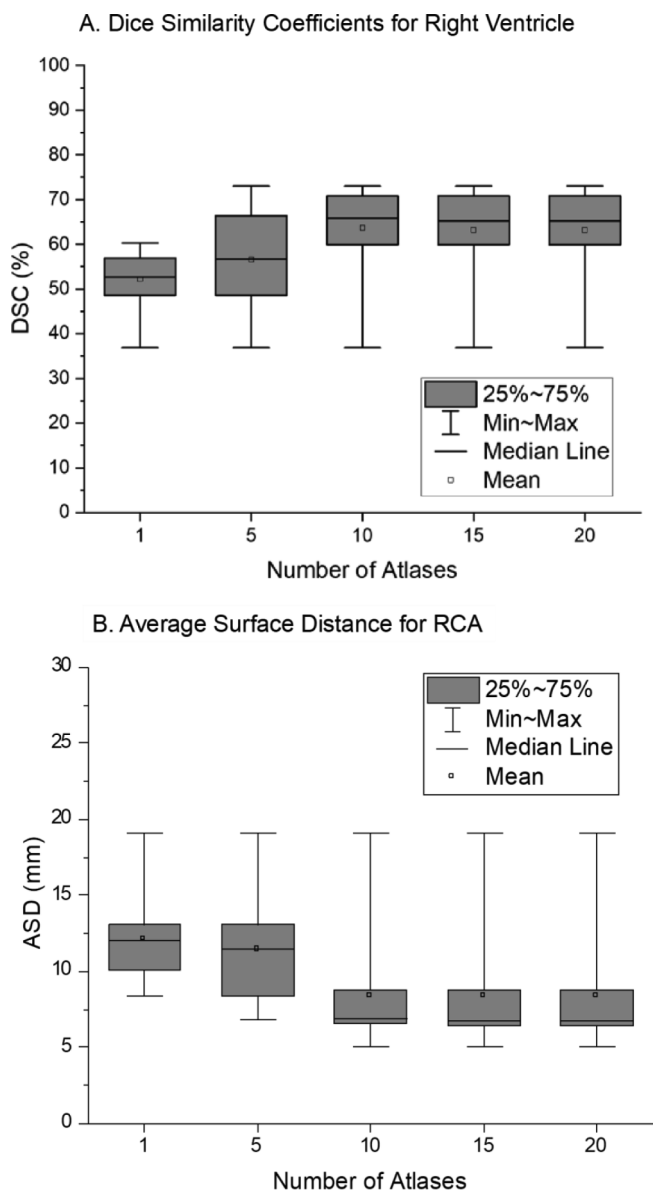 A. Dice Similarity Coefficients for Right Ventricle
100
90
80
70
60
50
40
30
20
10
0
DSC (%)
25%~75%
Min~Max
Median Line
Mean
1 5 10 15 20
Number of Atlases
B. Average Surface Distance for RCA
30
25
20
15
10
5
0
ASD (mm)
25%~75%
Min~Max
Median Line
Mean
1 5 10 15 20
Number of Atlases